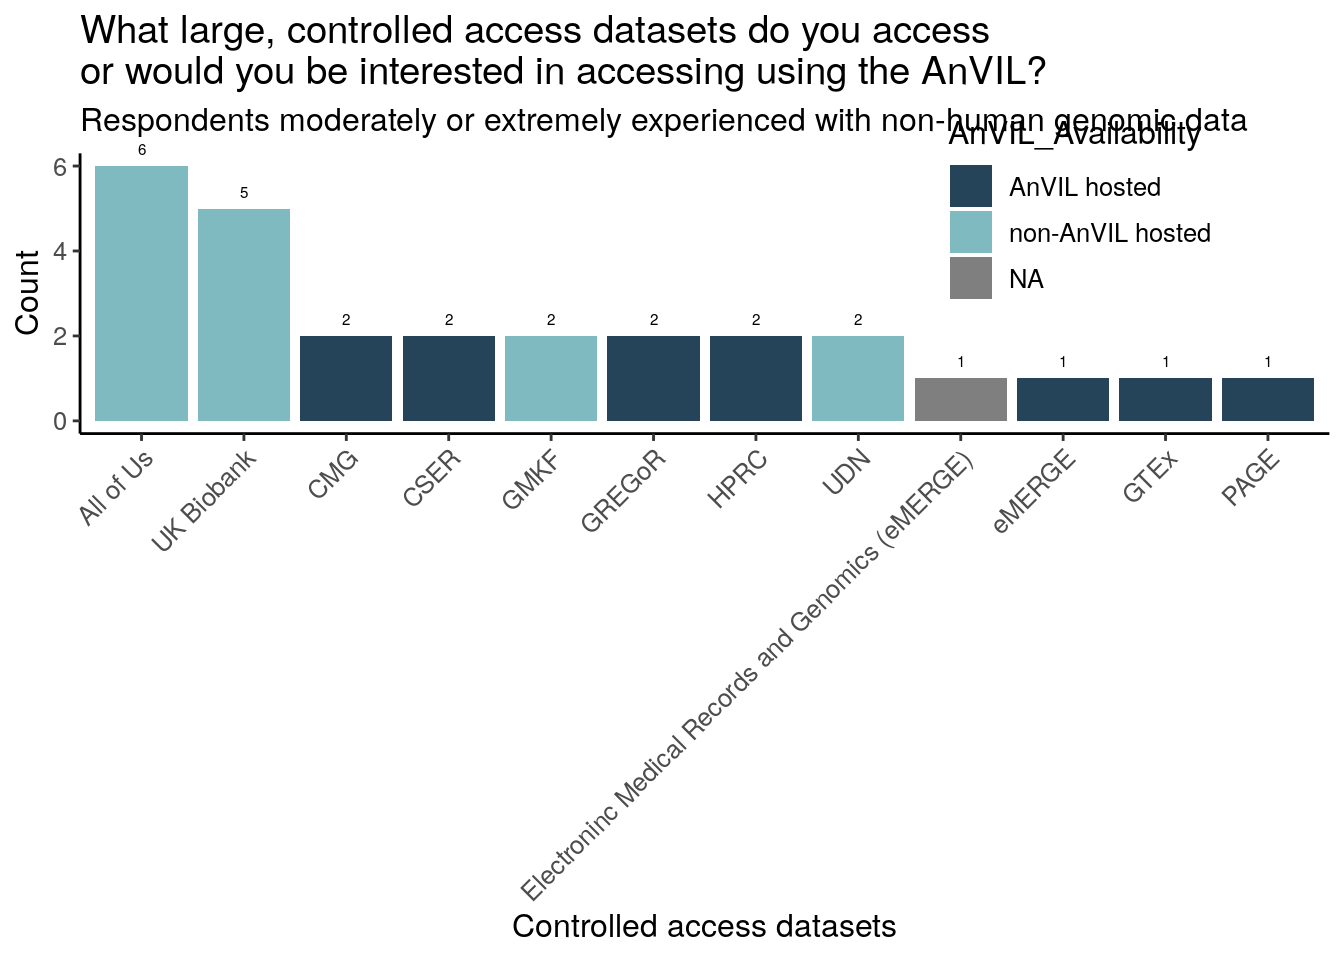 What large, controlled access datasets do you access
or would you be interested in accessing using the AnVIL?
Respondents moderately or extremely experienced with non-human genomic data
AnVIL_Availability
AnVIL hosted
non-AnVIL hosted
NA
Count
6
4
2
0
6
5
2
2
2
2
2
2
1
1
1
1
All of Us
UK Biobank
CMG
CSER
GMKF
GREGoR
HPRC
UDN
Electroninc Medical Records and Genomics (eMERGE)
eMERGE
GTEx
PAGE
Controlled access datasets